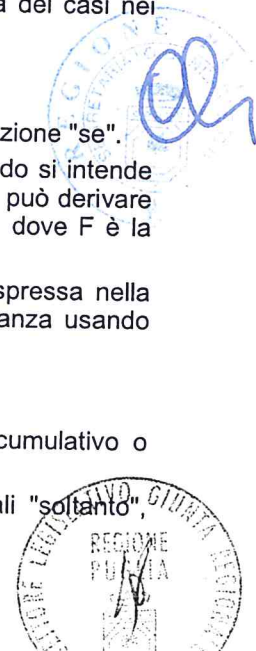 a dei casi nei
zione "se".
do si intende
può derivare
dove F è la
spressa nella
anza usando
cumulativo o
ali "soltanto",
REGIONE
PUGLIA